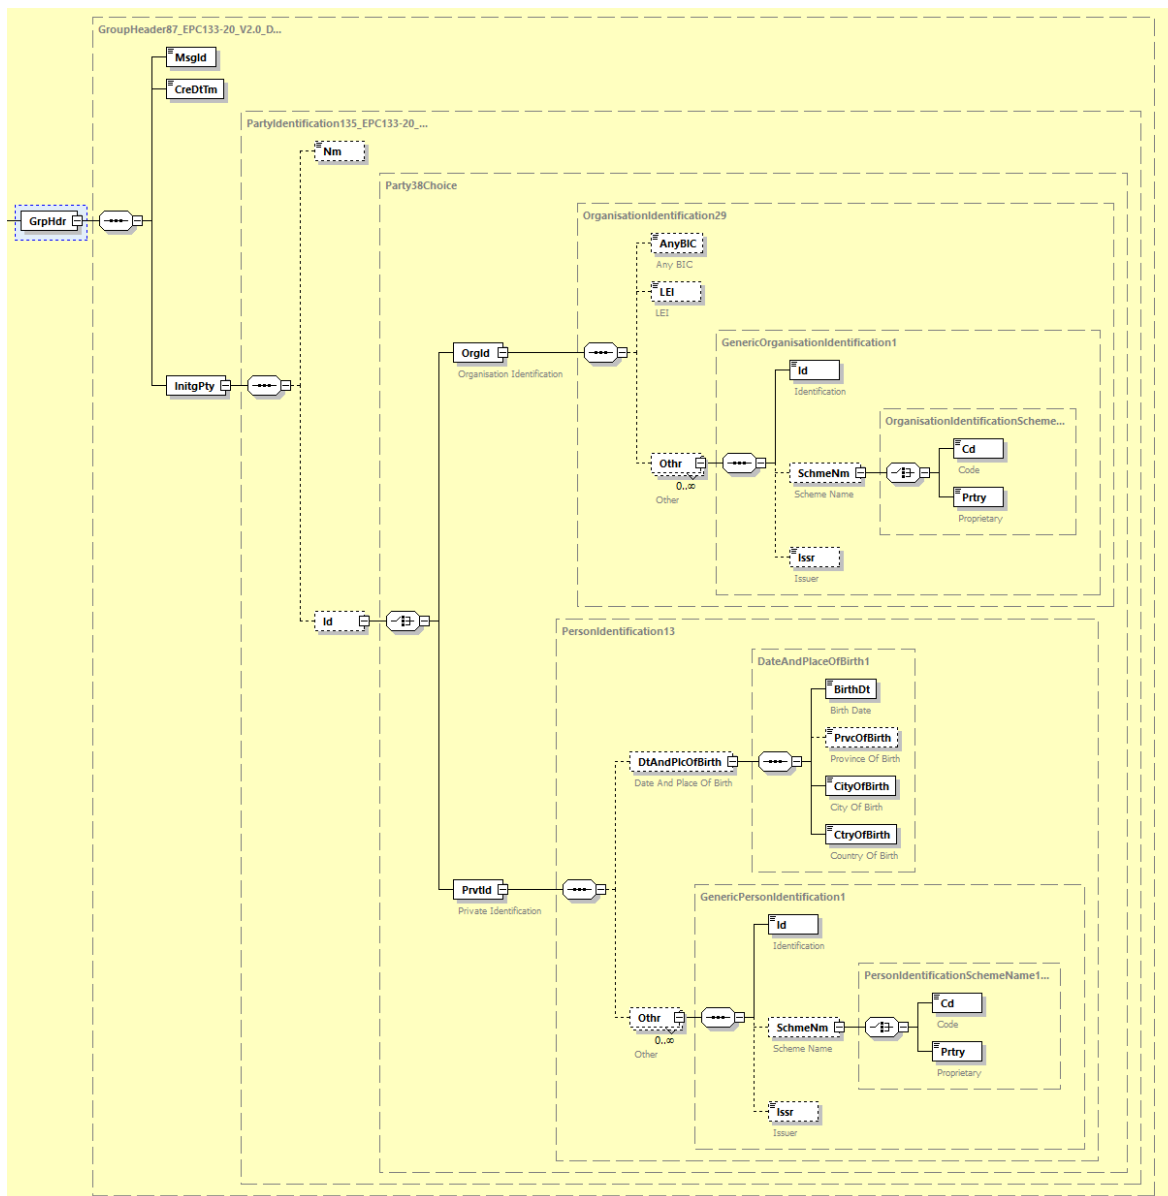 GroupHeader87_EPC133-20_V2.0_D...
MsgId
CreDtTm
PartyIdentification135_EPC133-20_...
Nm
Party38Choice
GrpHdr
OrganisationIdentification29
AnyBIC
Any BIC
LEI
LEI
GenericOrganisationIdentification1
OrgId
Organisation Identification
Id
Identification
InitgPty
OrganisationIdentificationScheme...
Cd
Code
Othr
0..∞
Other
SchmeNm
Scheme Name
Prtry
Proprietary
Issr
Issuer
Id
PersonIdentification13
DateAndPlaceOfBirth1
BirthDt
Birth Date
PrvcOfBirth
Province Of Birth
DtAndPlcOfBirth
Date And Place Of Birth
CityOfBirth
City Of Birth
CtryOfBirth
Country Of Birth
PrvtId
Private Identification
GenericPersonIdentification1
Id
Identification
PersonIdentificationSchemeName1...
Cd
Code
Othr
0..∞
Other
SchmeNm
Scheme Name
Prtry
Proprietary
Issr
Issuer